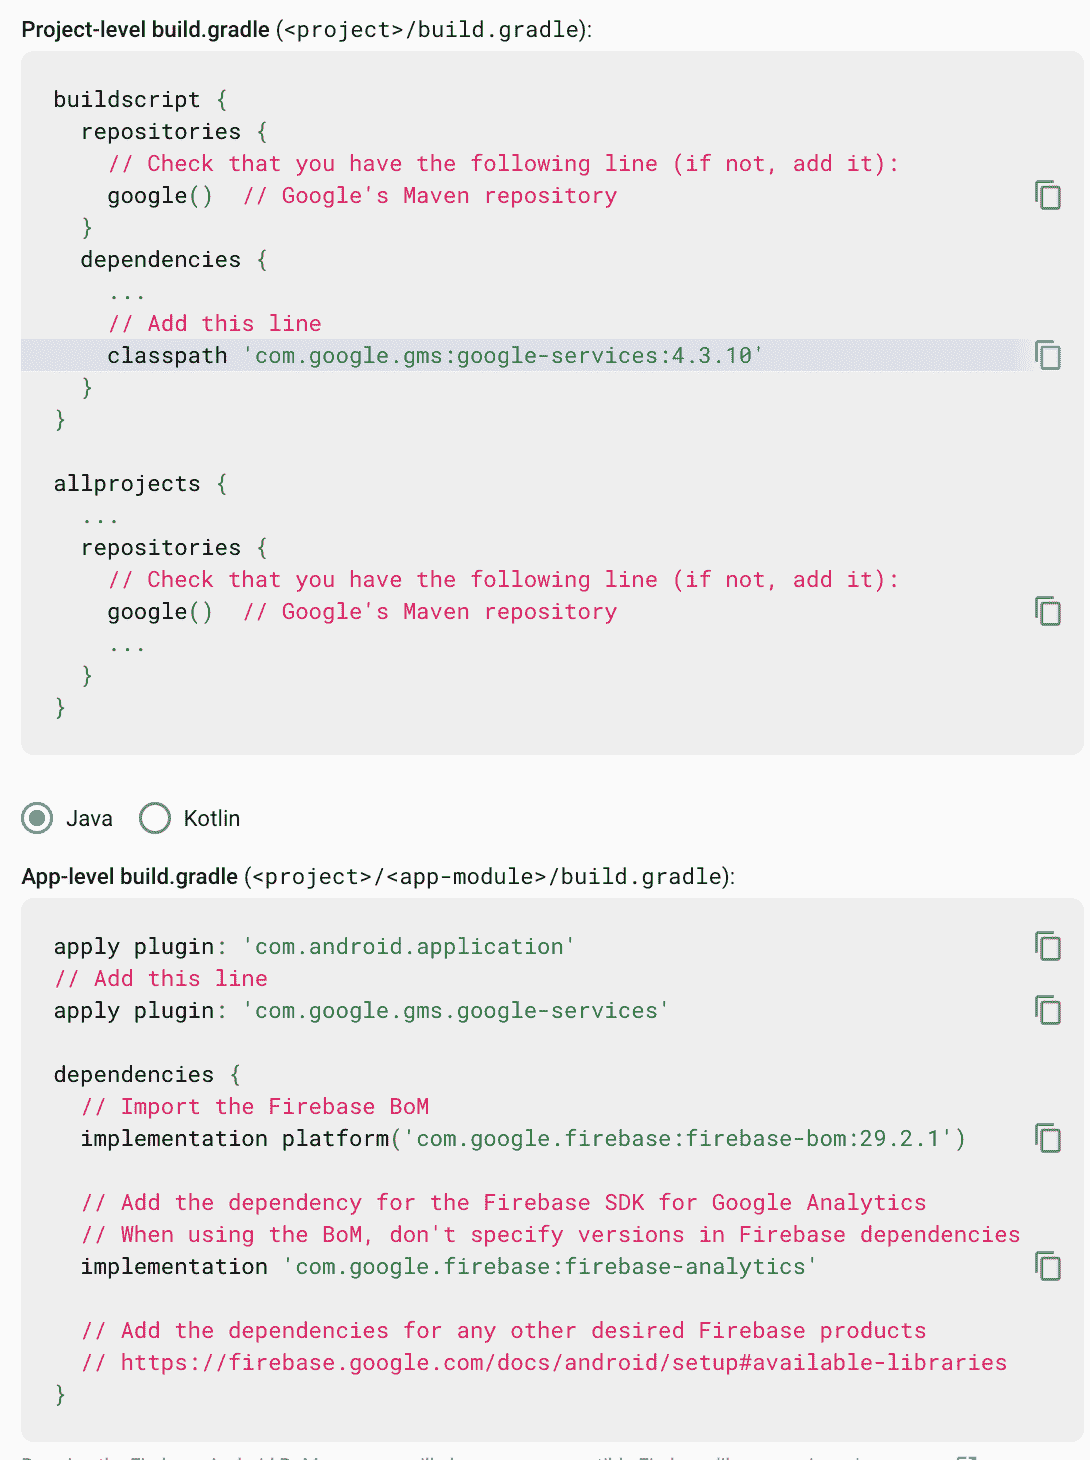 Project-level build.gradle (<project>/build.gradle):
buildscript {
  repositories {
    // Check that you have the following line (if not, add it):
    google()  // Google's Maven repository
  }
  dependencies {
    ...
    // Add this line
    classpath 'com.google.gms:google-services:4.3.10'
  }
}
allprojects {
  ...
  repositories {
    // Check that you have the following line (if not, add it):
    google()  // Google's Maven repository
    ...
  }
}
Java Kotlin
App-level build.gradle (<project>/<app-module>/build.gradle):
apply plugin: 'com.android.application'
// Add this line
apply plugin: 'com.google.gms.google-services'
dependencies {
  // Import the Firebase BoM
  implementation platform('com.google.firebase:firebase-bom:29.2.1')
  // Add the dependency for the Firebase SDK for Google Analytics
  // When using the BoM, don't specify versions in Firebase dependencies
  implementation 'com.google.firebase:firebase-analytics'
  // Add the dependencies for any other desired Firebase products
  // https://firebase.google.com/docs/android/setup#available-libraries
}